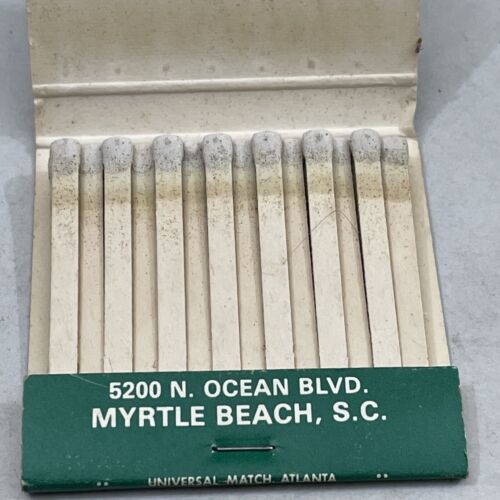 5200 N. OCEAN BLVD.
MYRTLE BEACH, S.C.
UNIVERSAL MATCH, ATLANTA